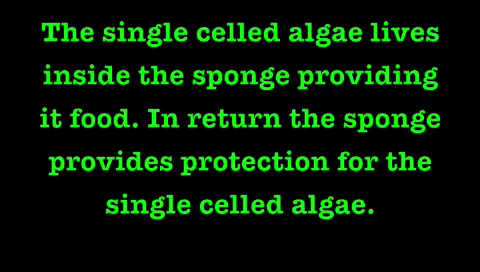 The single celled algae lives
inside the sponge providing
it food. In return the sponge
provides protection for the
single celled algae.